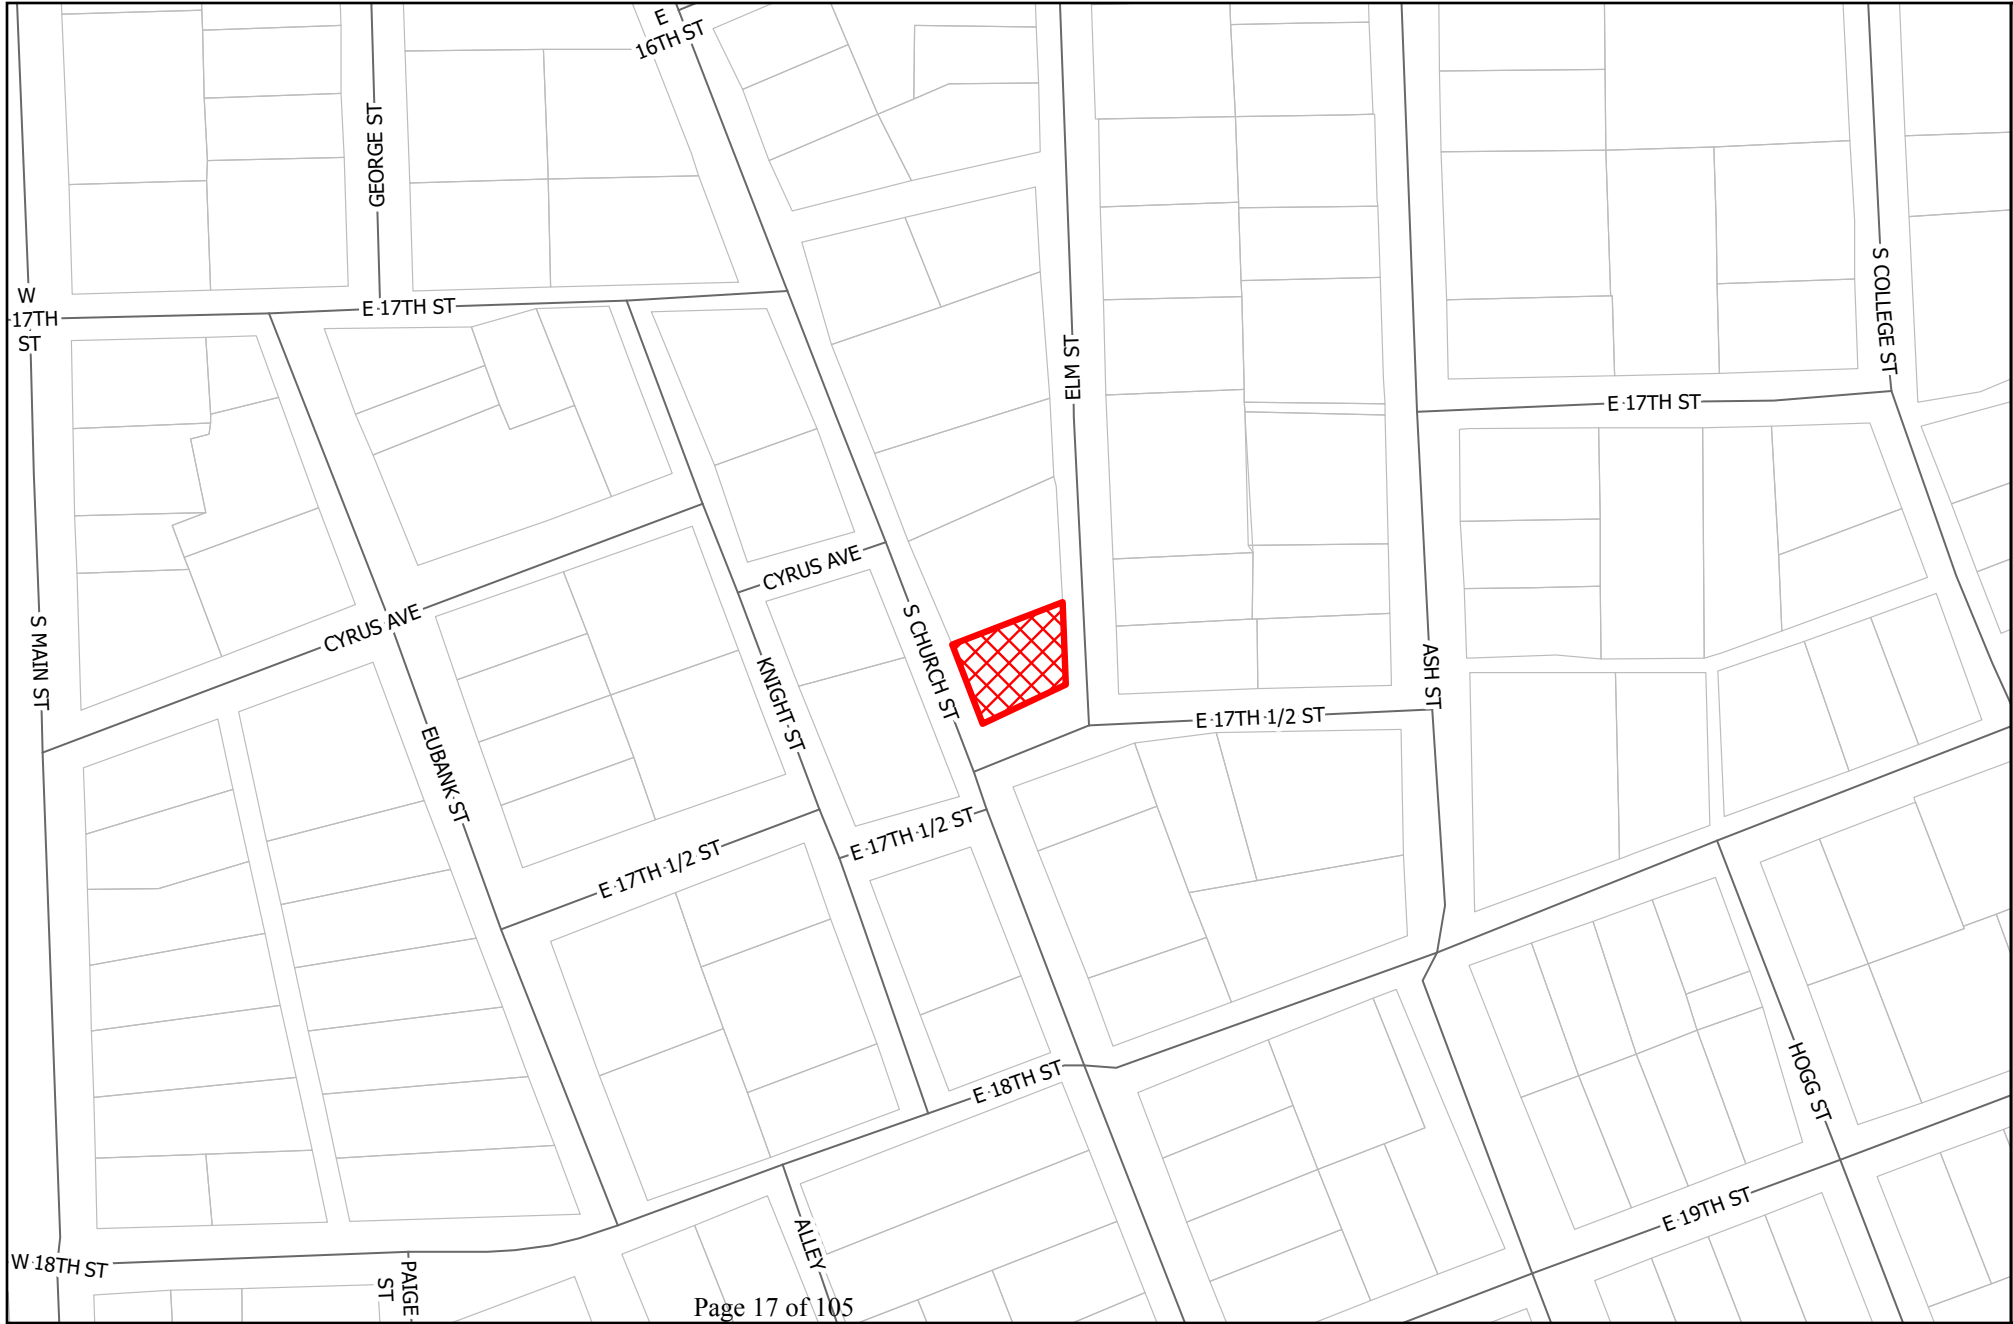 E
16TH ST
GEORGE ST
W
17TH
ST
E 17TH ST
S COLLEGE ST
ELM ST
E 17TH ST
CYRUS AVE
CYRUS AVE
S MAIN ST
S CHURCH ST
KNIGHT ST
ASH ST
E 17TH 1/2 ST
EUBANK ST
E 17TH 1/2 ST
E 17TH 1/2 ST
E 18TH ST
HOGG ST
E 19TH ST
ALLEY
W 18TH ST
PAIGE
ST
Page 17 of 105